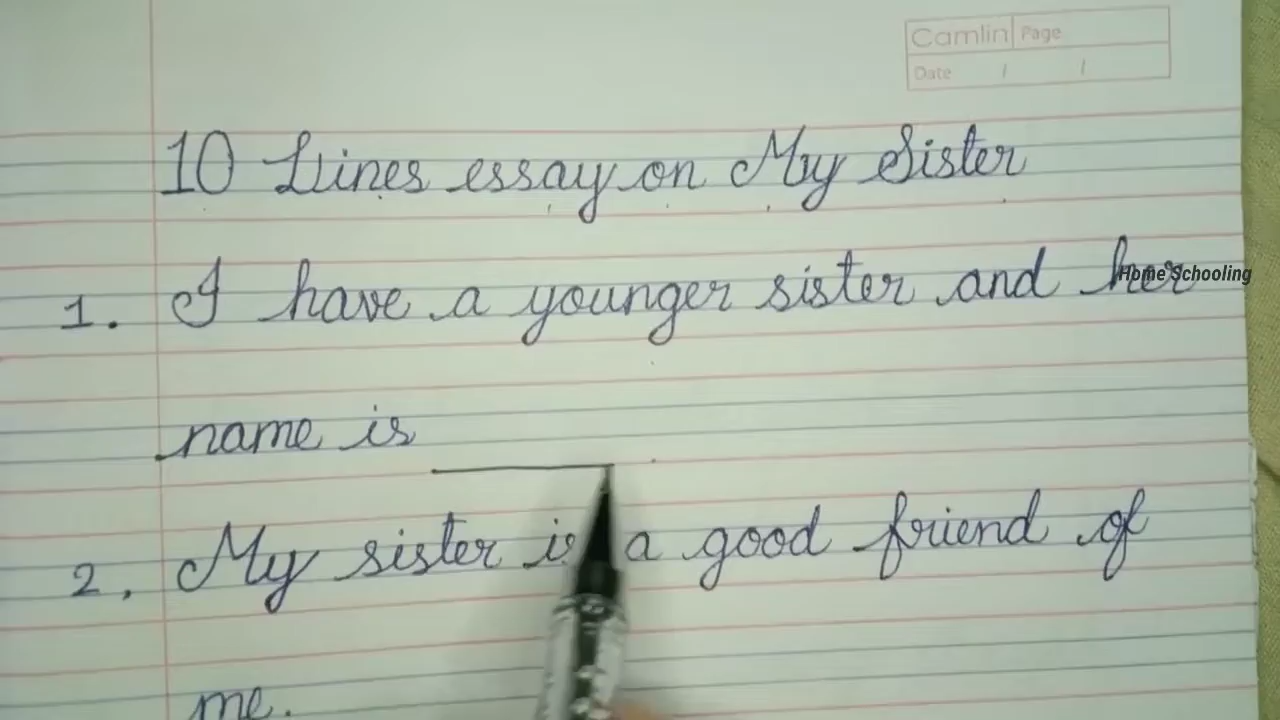 Camlin Page
Date / /
10 Lines essay on My Sister
1. I have a younger sister and her
Home Schooling
name is ______
2. My sister is a good friend of
me.